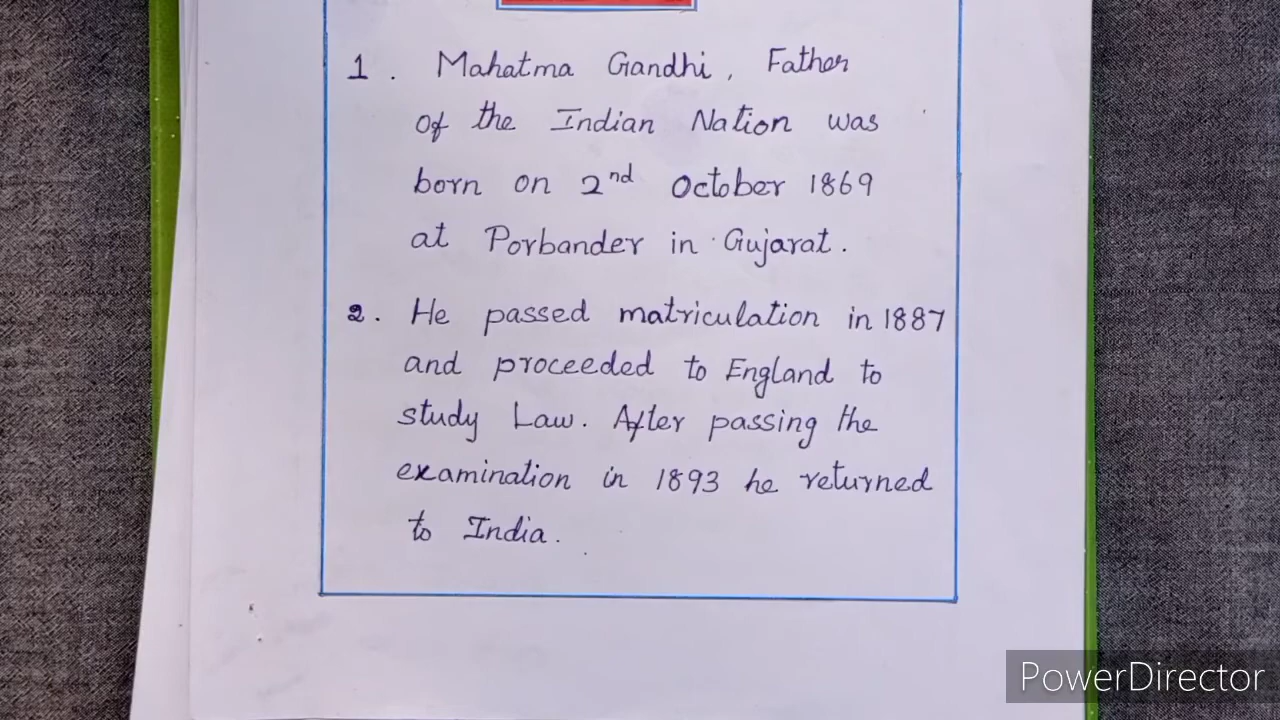 1. Mahatma Gandhi, Father
of the Indian Nation was
born on 2nd October 1869
at Porbander in Gujarat.
2. He passed matriculation in 1887
and proceeded to England to
study Law. After passing the
examination in 1893 he returned
to India.
PowerDirector